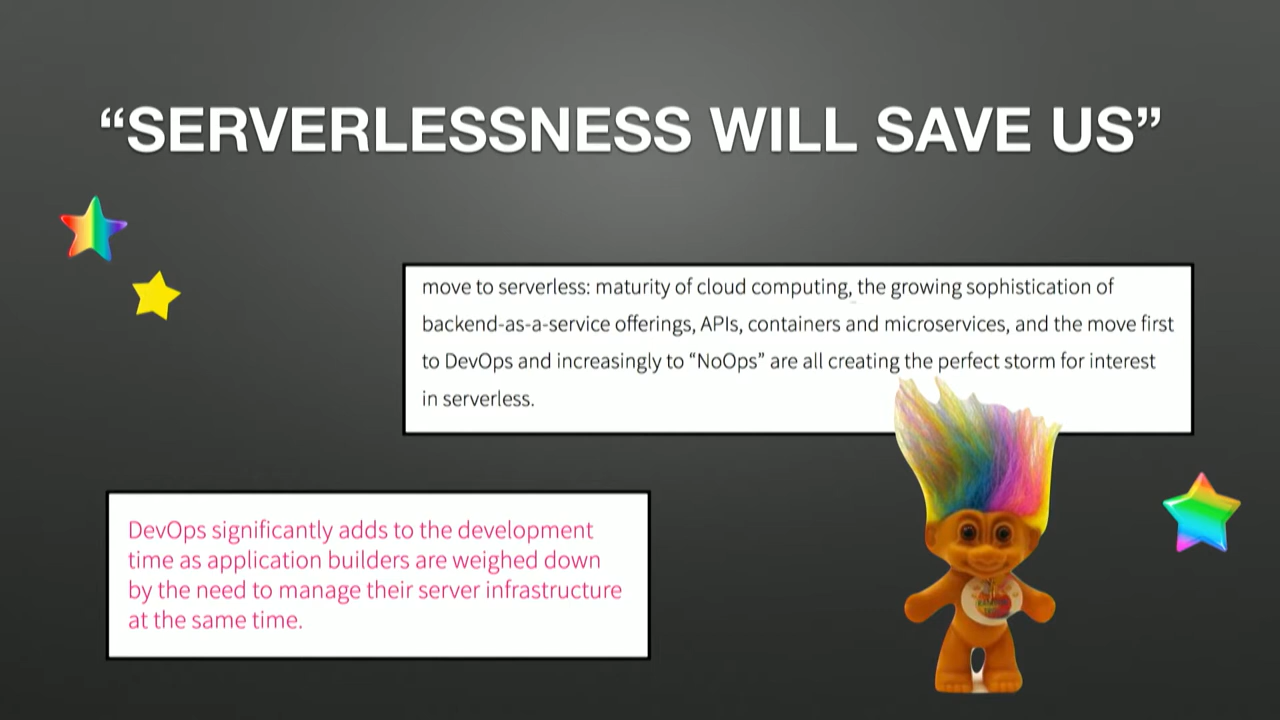 “SERVERLESSNESS WILL SAVE US”
move to serverless: maturity of cloud computing, the growing sophistication of
backend-as-a-service offerings, APIs, containers and microservices, and the move first
to DevOps and increasingly to “NoOps” are all creating the perfect storm for interest
in serverless.
DevOps significantly adds to the development
time as application builders are weighed down
by the need to manage their server infrastructure
at the same time.